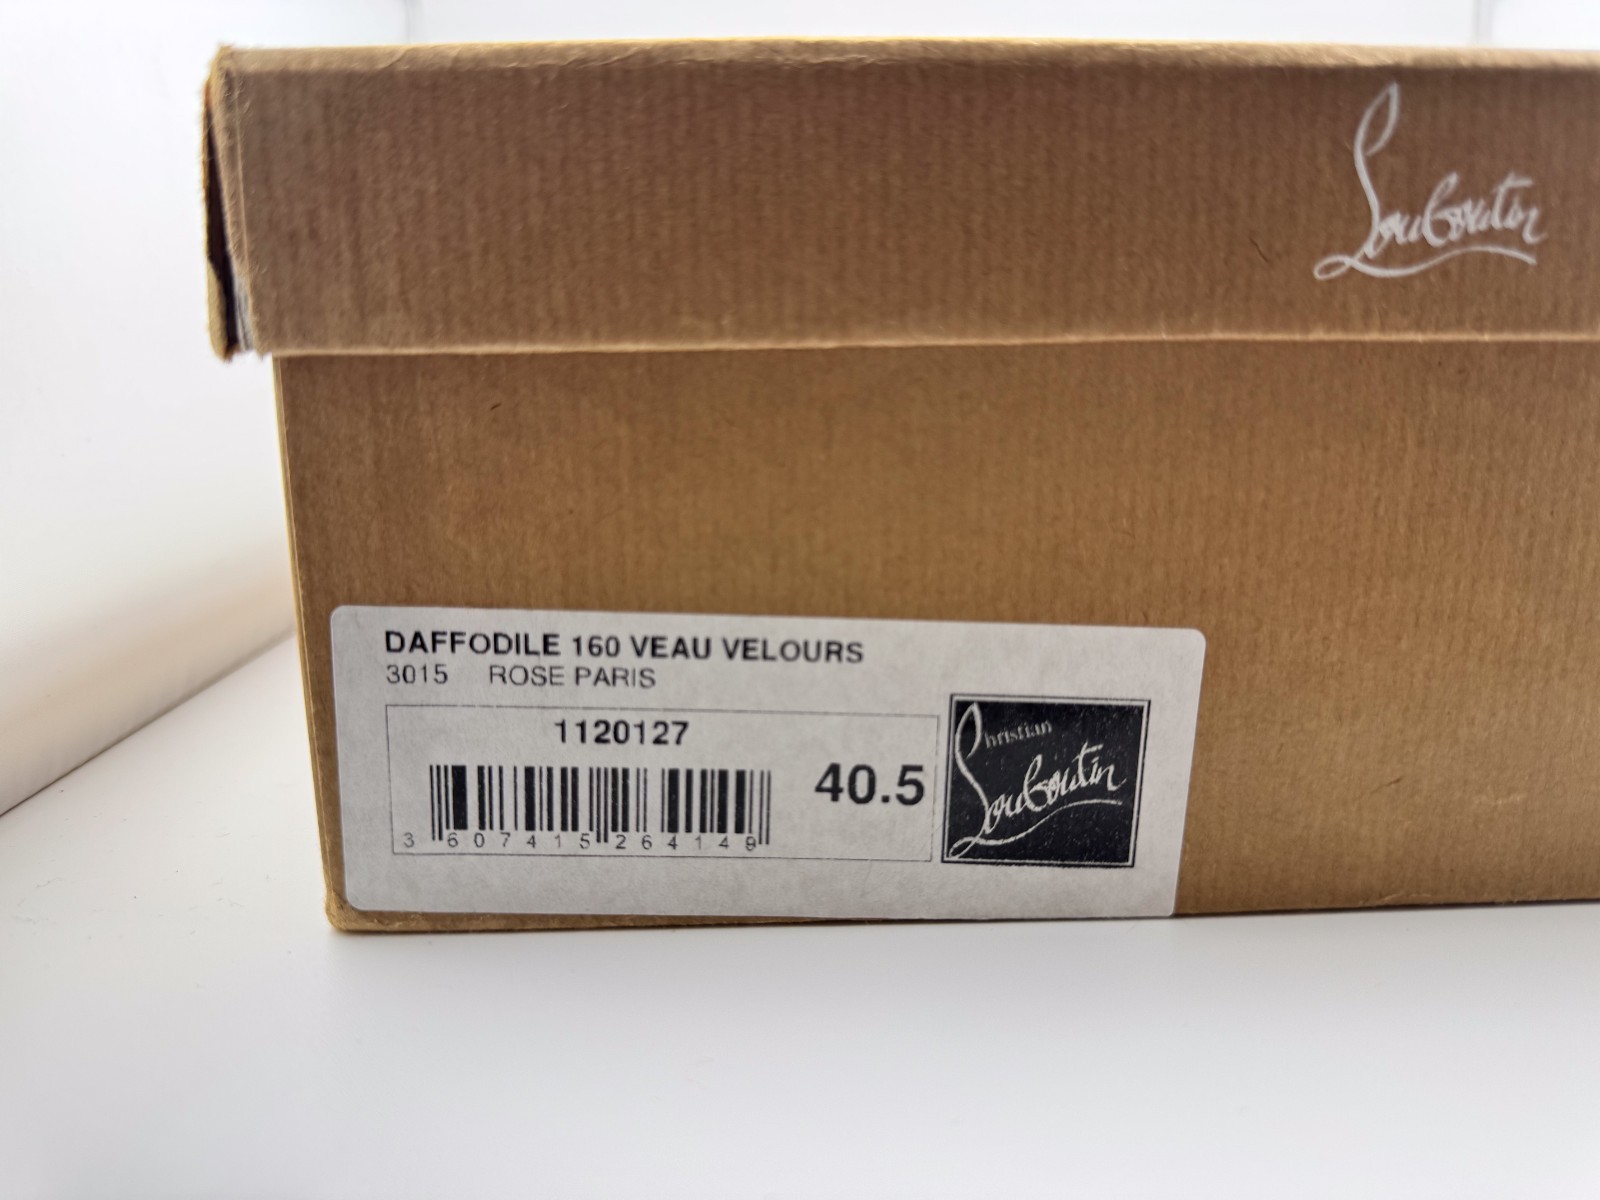 Louboutin
DAFFODILE 160 VEAU VELOURS
3015 ROSE PARIS
1120127
40.5
3 607415 264149
Christian
Louboutin